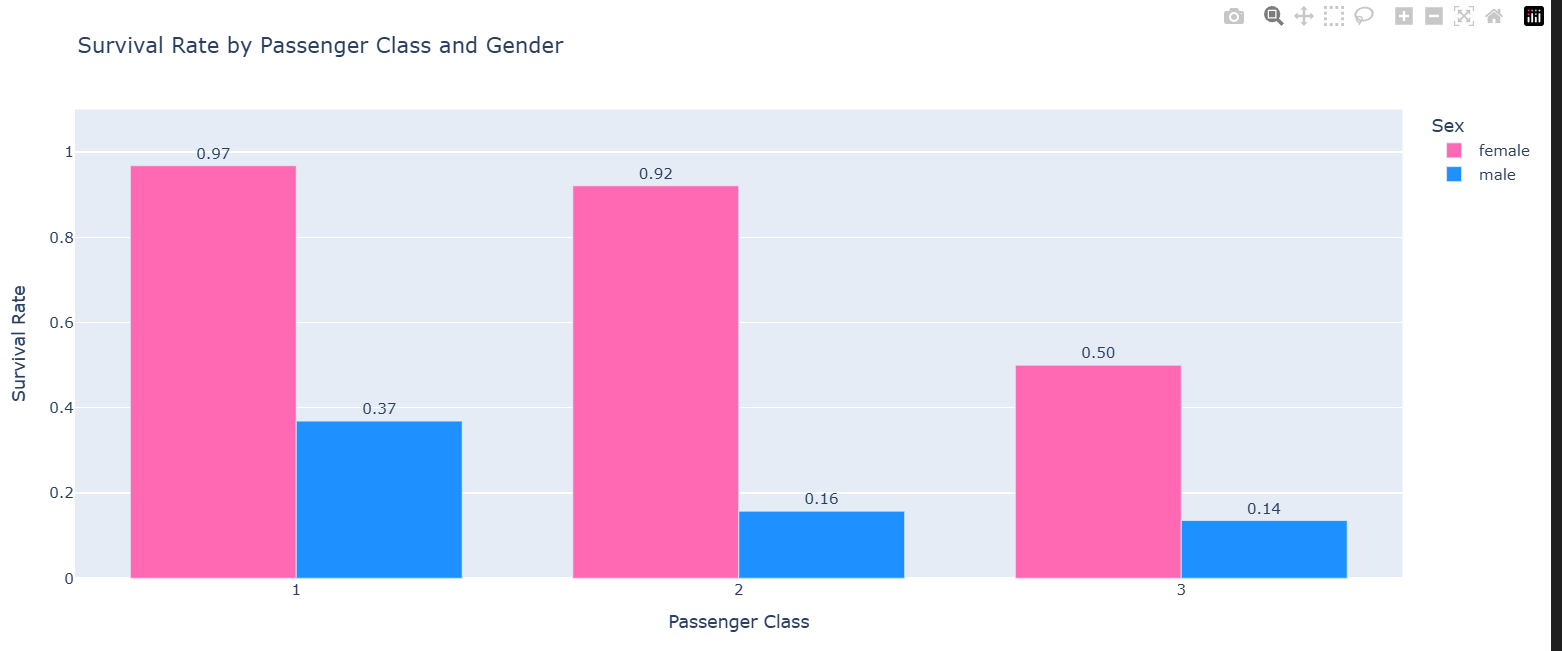 Survival Rate by Passenger Class and Gender
Sex
female
male
Survival Rate
1
0.8
0.6
0.4
0.2
0
0.97
0.37
0.92
0.16
0.50
0.14
1
2
3
Passenger Class